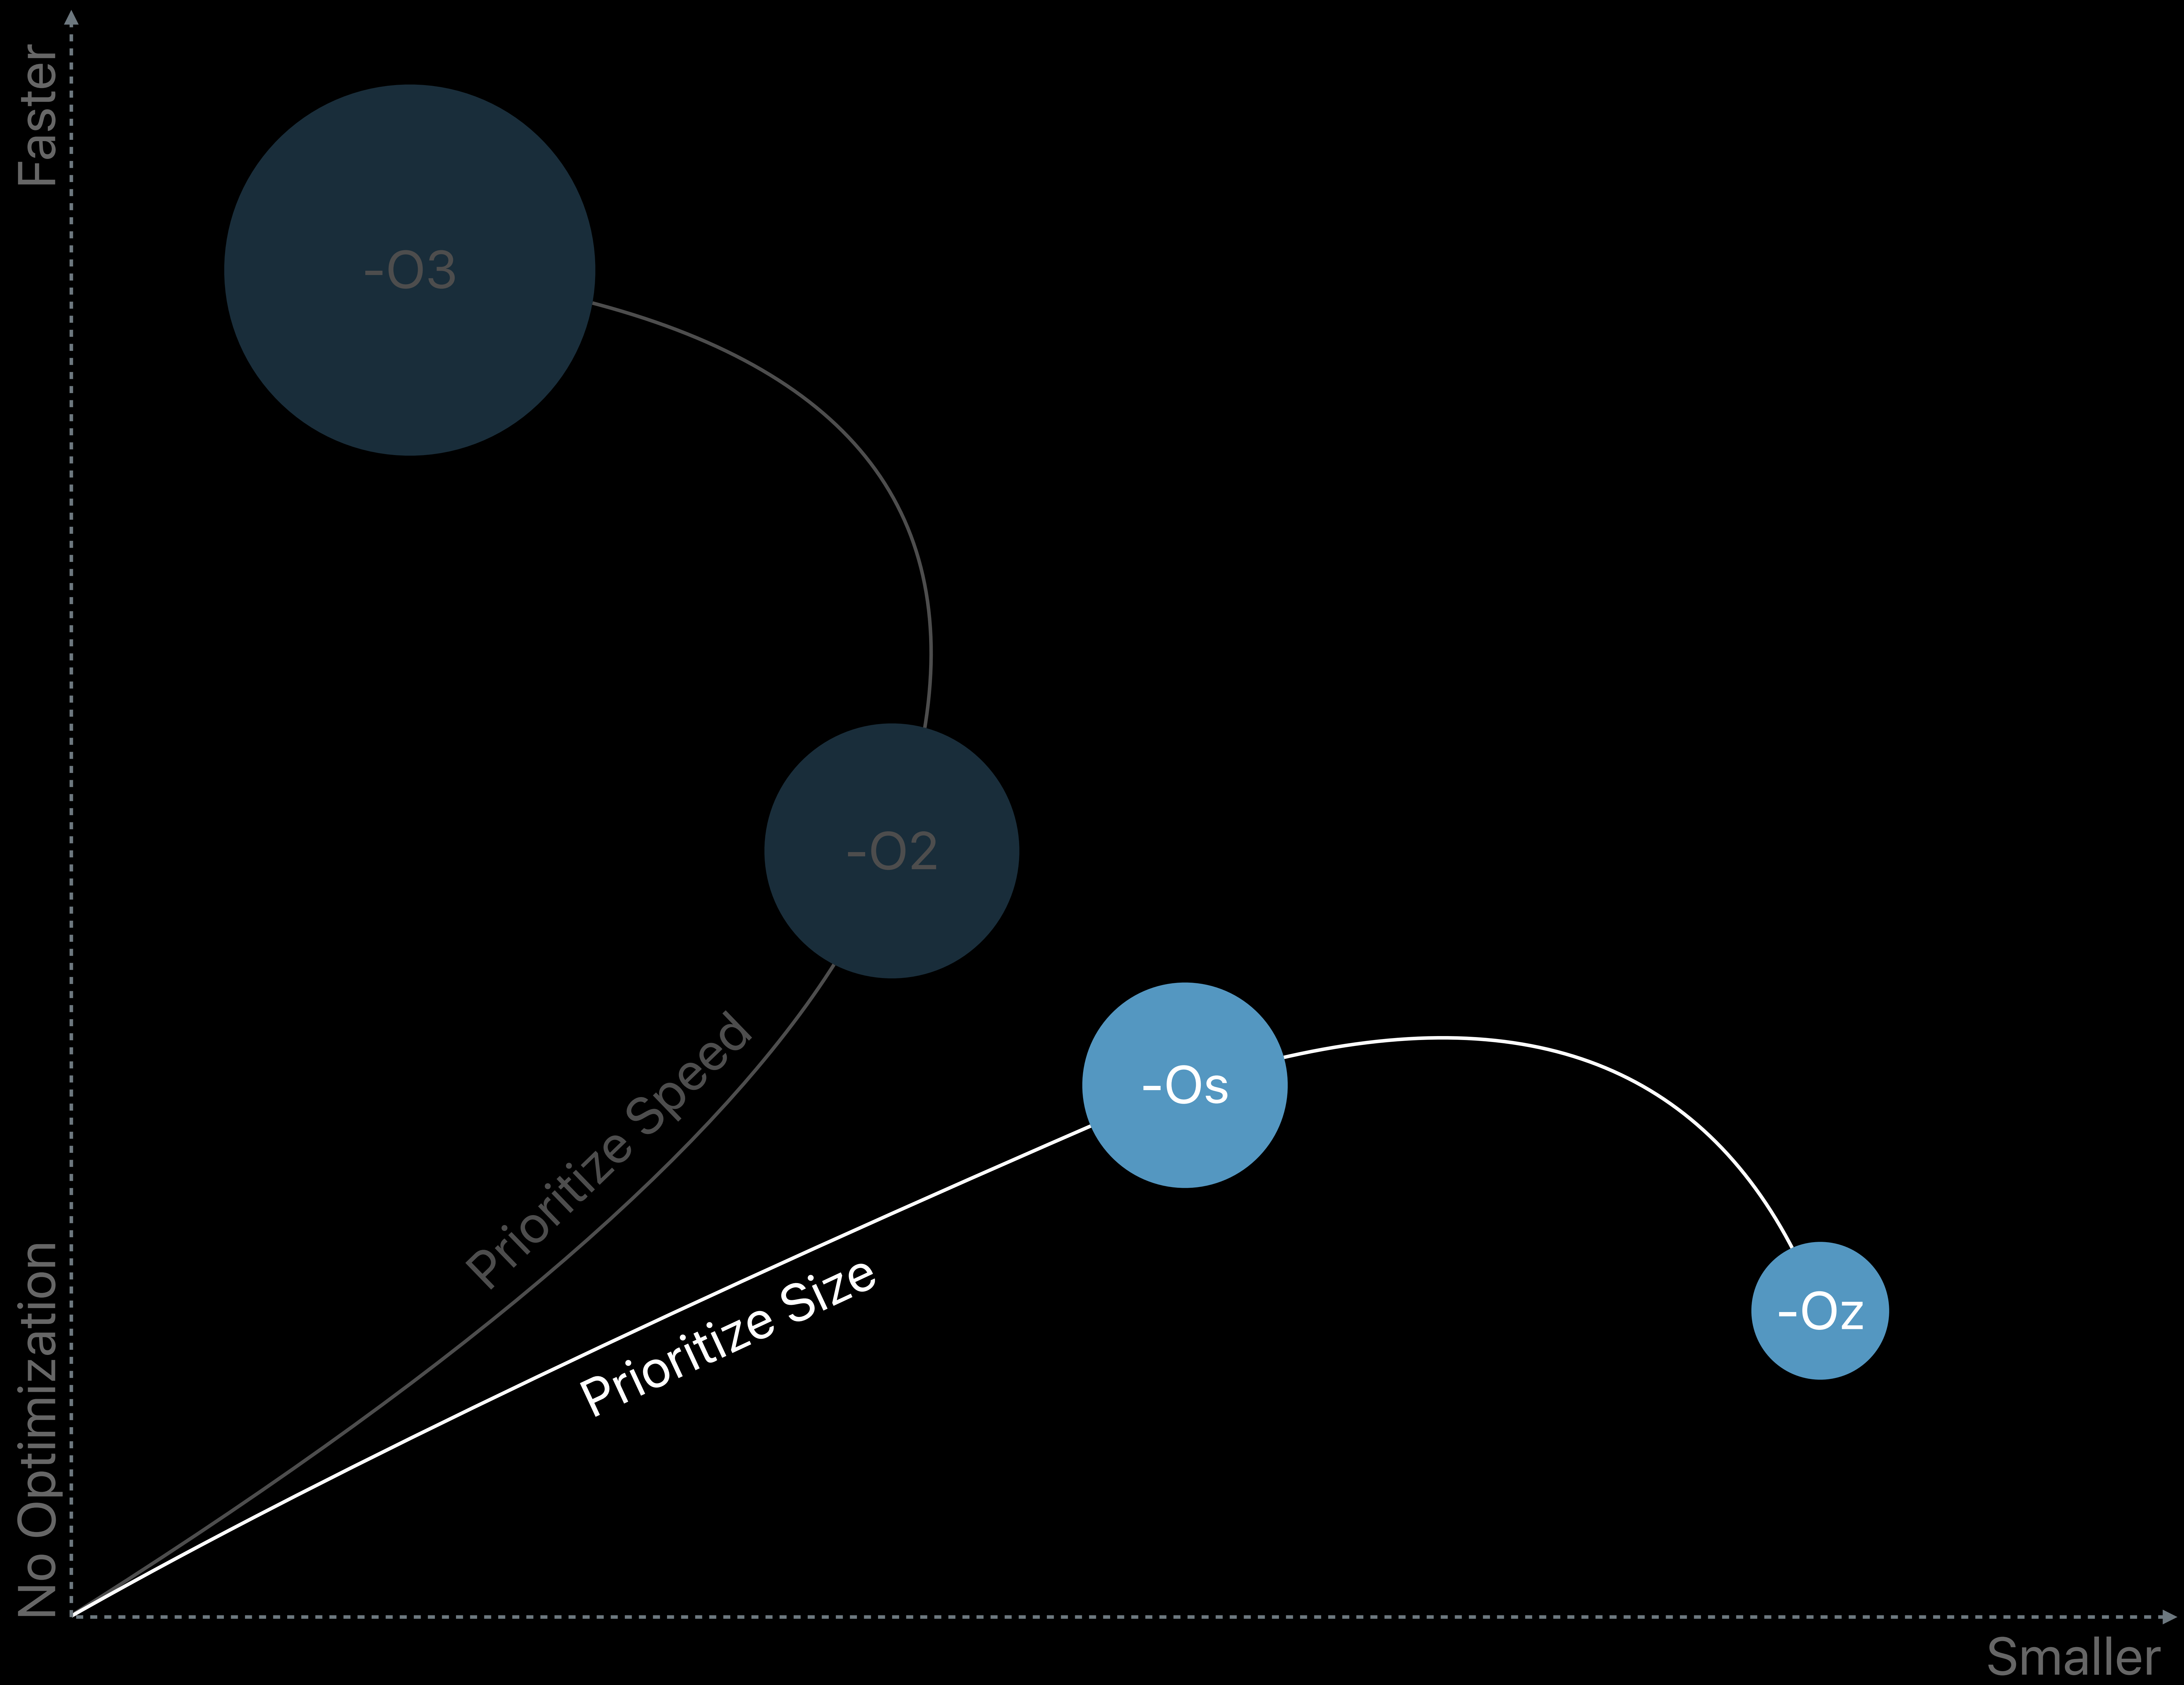 Faster
-O3
-O2
Prioritize Speed
-Os
Prioritize Size
-Oz
No Optimization
Smaller